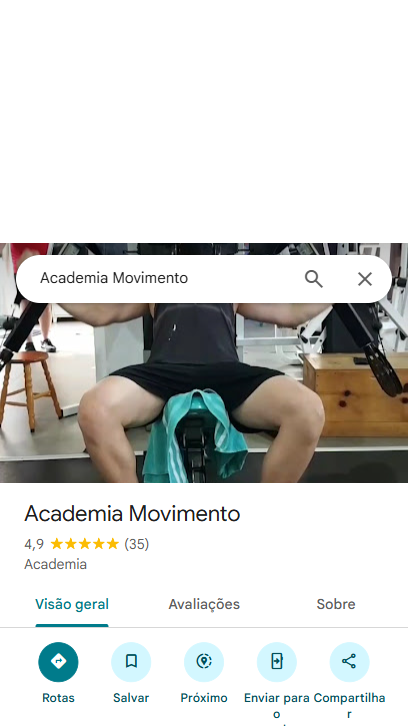 Academia Movimento
Academia Movimento
4,9 ★★★★★ (35)
Academia
Visão geral Avaliações Sobre
Rotas Salvar Próximo Enviar para o Compartilhar